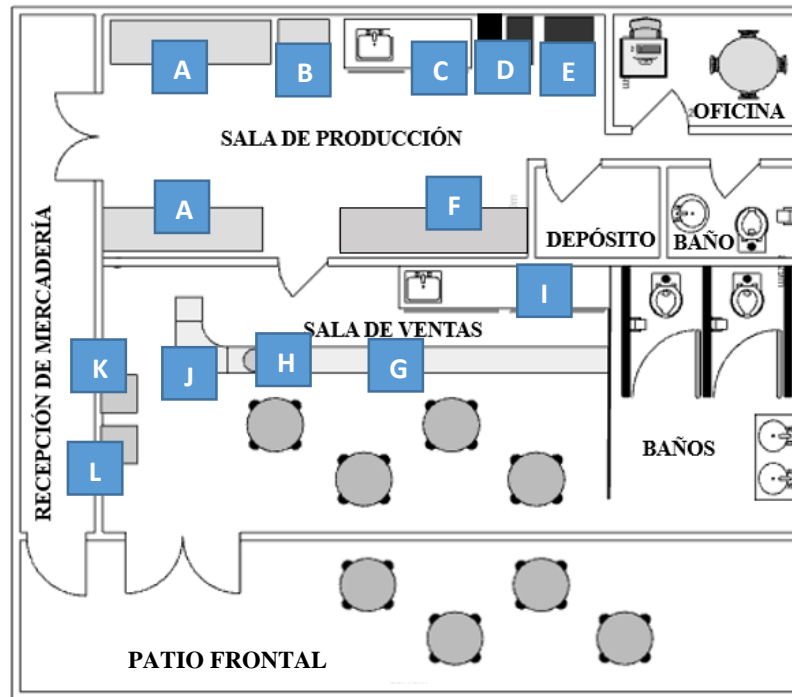 A
B
C
D
E
OFICINA
SALA DE PRODUCCIÓN
A
F
DEPÓSITO
BAÑO
RECEPCIÓN DE MERCADERÍA
I
SALA DE VENTAS
K
J
H
G
L
BAÑOS
PATIO FRONTAL